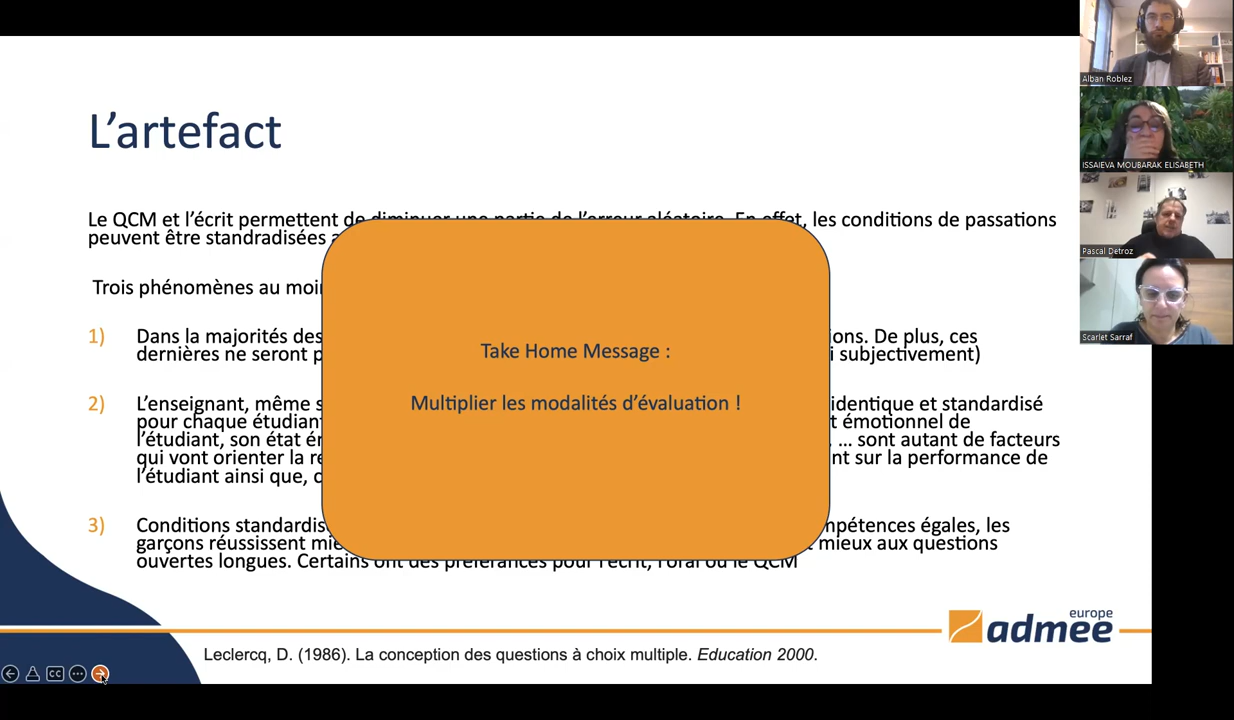 L'artefact
Le QCM et l'écrit permettent de diminuer une partie de l'erreur aléatoire. En effet, les conditions de passations
peuvent être standradisées
Trois phénomènes au moi
1) Dans la majorités des
ions. De plus, ces
dernières ne seront
subjectivement)
2) L'enseignant, même
identique et standardisé
pour chaque étudian
émotionnel de
l'étudiant, son état
... sont autant de facteurs
qui vont orienter la
sur la performance de
l'étudiant ainsi que,
3) Conditions standardis
égales, les
garçons réussissent
mieux aux questions
ouvertes longues. Certains ont des préférances pour l'écrit, l'oral ou le QCM
Take Home Message :
Multiplier les modalités d'évaluation !
europe
admee
Leclercq, D. (1986). La conception des questions à choix multiple. Education 2000.
CC
Alban Roblez
ISSAIEVA MOUBARAK ELISABETH
Pascal Detroz
Scarlet Sarraf